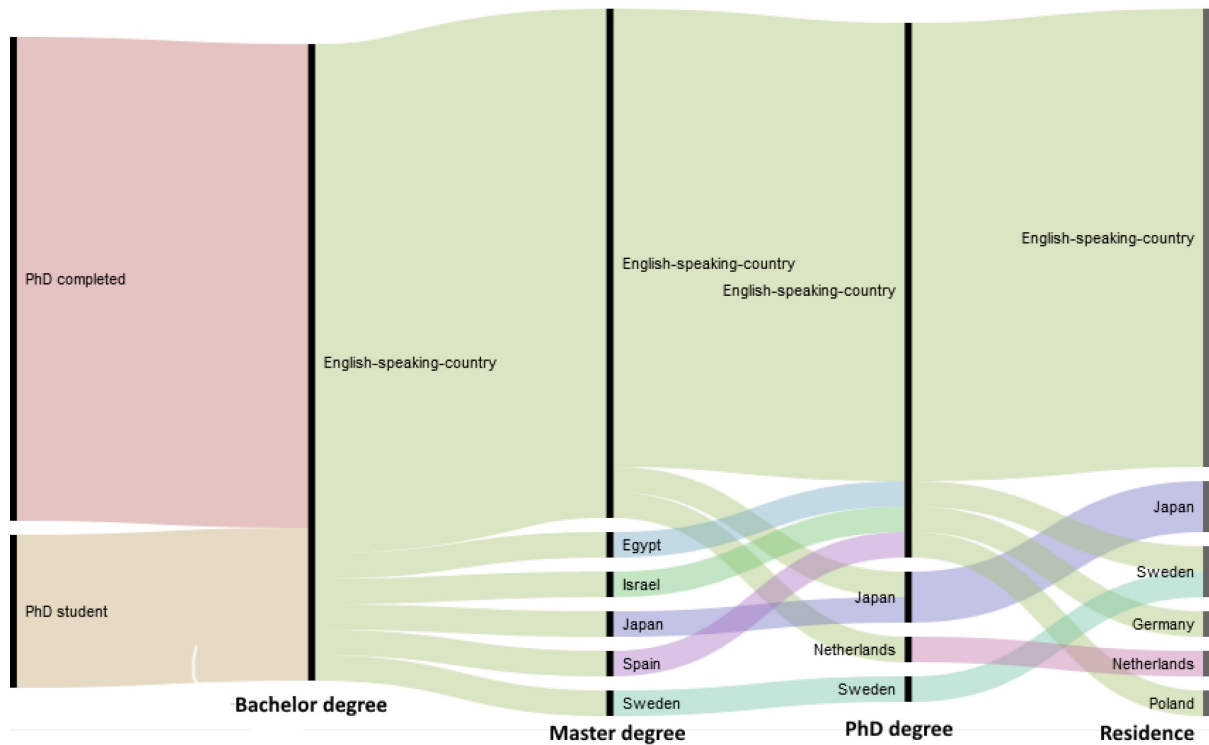 PhD completed
PhD student
English-speaking-country
Bachelor degree
English-speaking-country
Egypt
Israel
Japan
Spain
Sweden
Master degree
English-speaking-country
Japan
Netherlands
Sweden
PhD degree
English-speaking-country
Japan
Sweden
Germany
Netherlands
Poland
Residence